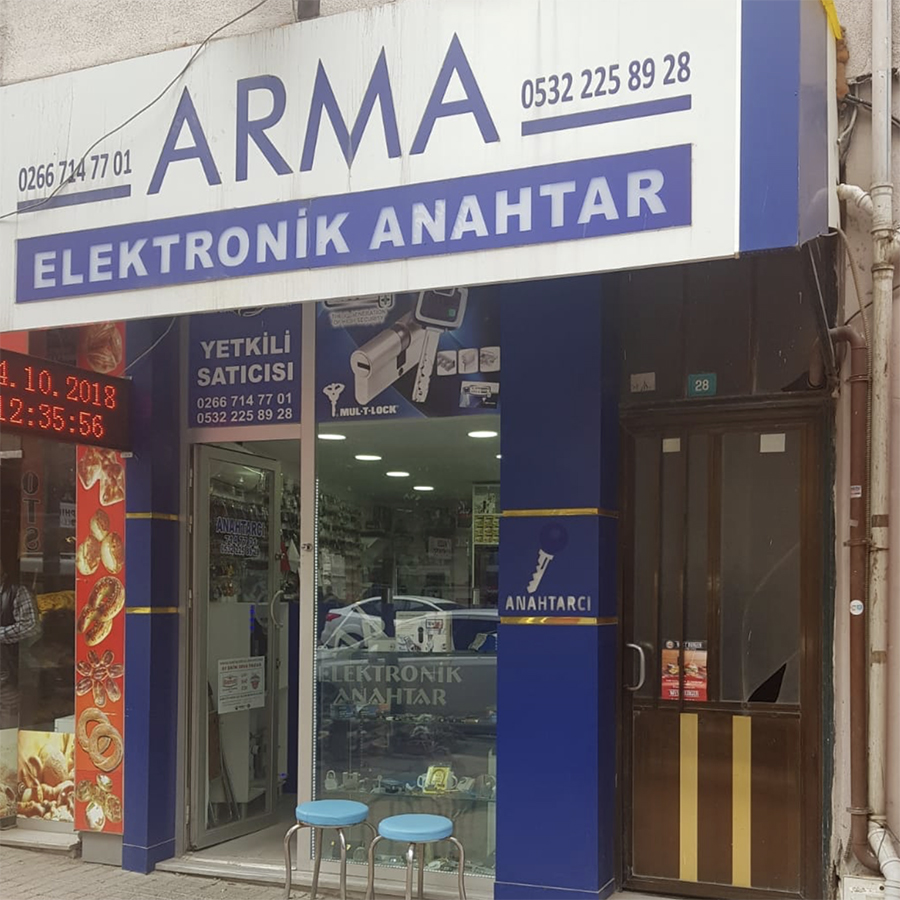 ARMA
0266 714 77 01
0532 225 89 28
ELEKTRONİK ANAHTAR
YETKİLİ
SATICISI
0266 714 77 01
0532 225 89 28
MUL-T-LOCK
4.10.2018
12:35:56
28
ANAHTARCI
ANAHTARCI
ELEKTRONİK
ANAHTAR